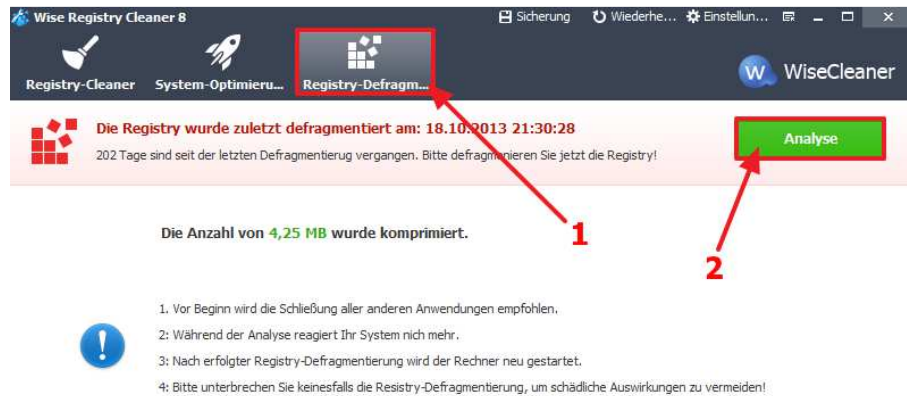 Wise Registry Cleaner 8
Sicherung
Wiederhe...
Einstellun...
Registry-Cleaner
System-Optimieru...
Registry-Defragm...
W
WiseCleaner
Die Registry wurde zuletzt defragmentiert am: 18.10.2013 21:30:28
202 Tage sind seit der letzten Defragmentierug vergangen. Bitte defragmenieren Sie jetzt die Registry!
Analyse
1
2
Die Anzahl von 4,25 MB wurde komprimiert.
1. Vor Beginn wird die Schließung aller anderen Anwendungen empfohlen.
2: Während der Analyse reagiert Ihr System nich mehr.
3: Nach erfolgter Registry-Defragmentierung wird der Rechner neu gestartet.
4: Bitte unterbrechen Sie keinesfalls die Resistry-Defragmentierung, um schädliche Auswirkungen zu vermeiden!